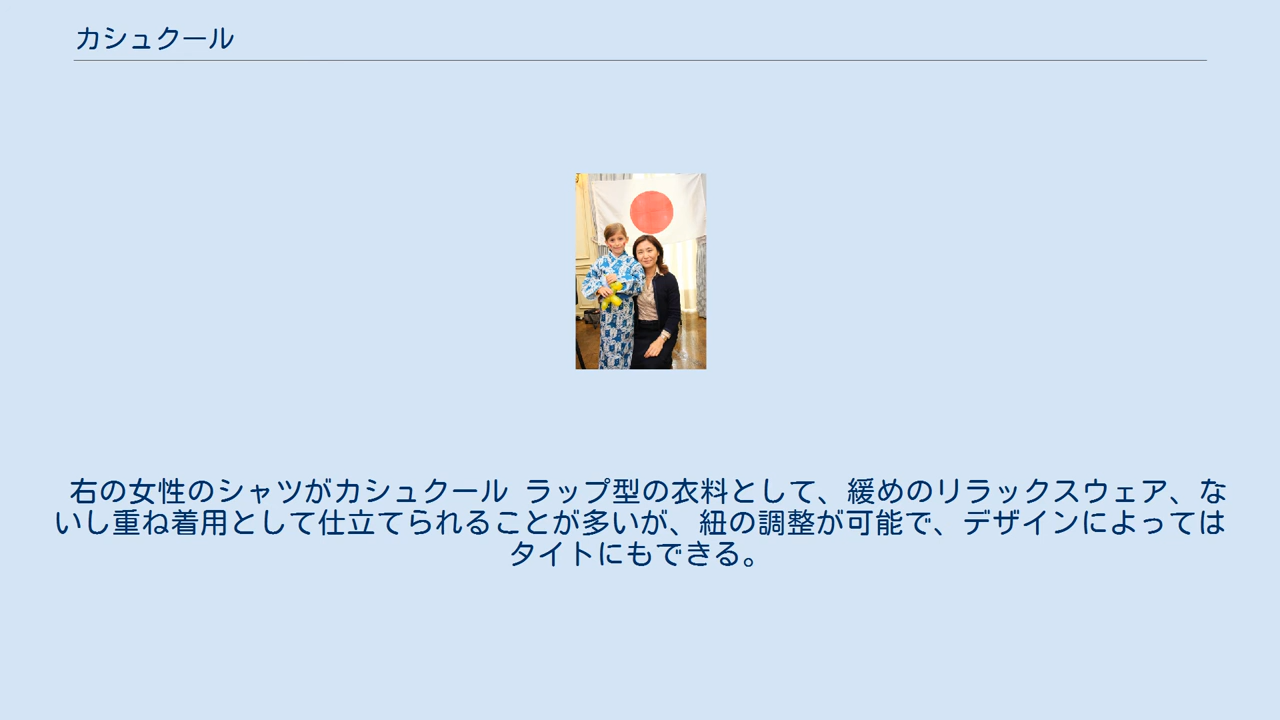 カシュクール
右の女性のシャツがカシュクール ラップ型の衣料として、緩めのリラックスウェア、な
いし重ね着用として仕立てられることが多いが、紐の調整が可能で、デザインによっては
タイトにもできる。